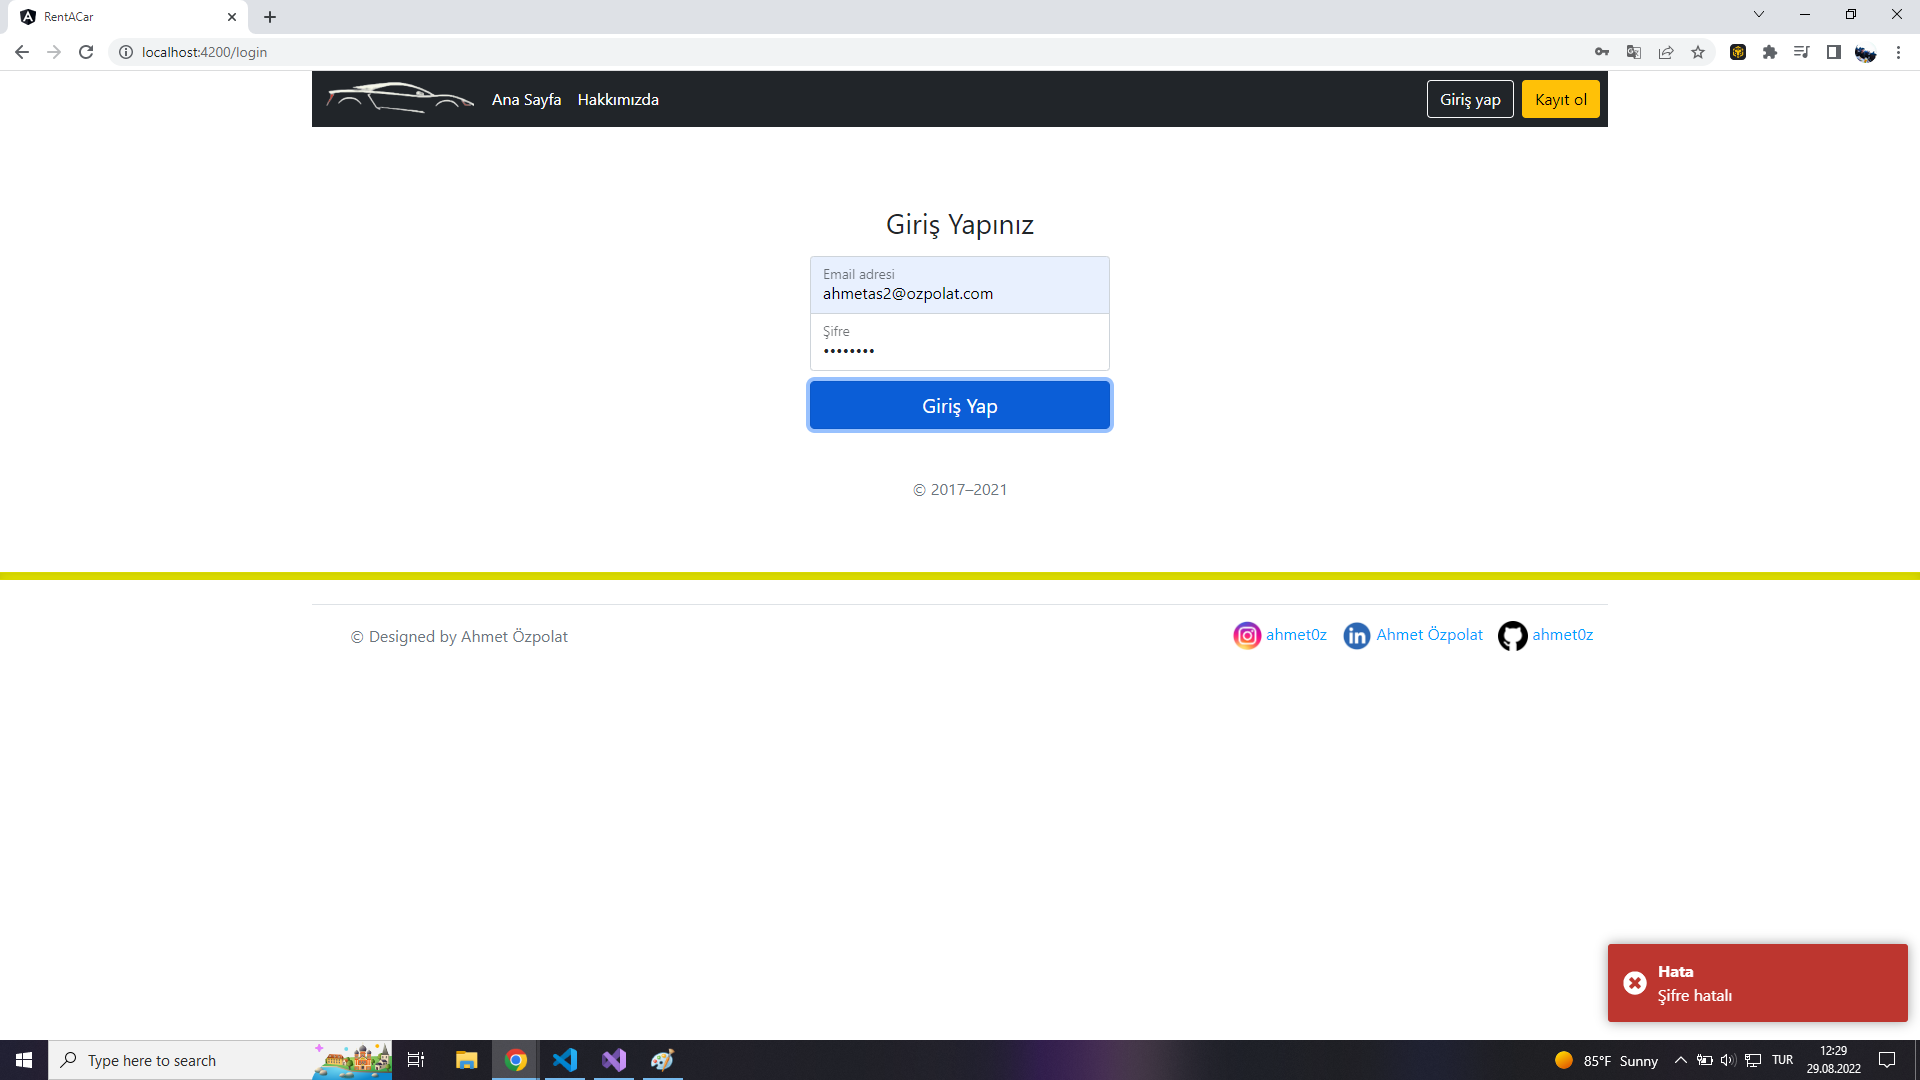 RentACar
localhost:4200/login
Ana Sayfa
Hakkımızda
Giriş yap
Kayıt ol
Giriş Yapınız
Email adresi
ahmetas2@ozpolat.com
Şifre
••••••••
Giriş Yap
© 2017–2021
© Designed by Ahmet Özpolat
ahmet0z
Ahmet Özpolat
ahmet0z
Hata
Şifre hatalı
Type here to search
85°F Sunny
TUR
12:29
29.08.2022